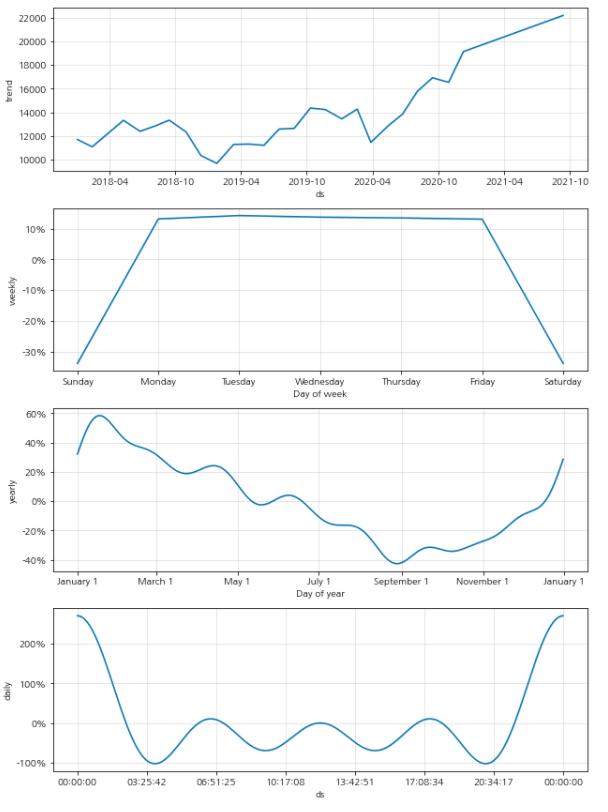 22000
20000
18000
16000
14000
12000
10000
trend
2018-04 2018-10 2019-04 2019-10 2020-04 2020-10 2021-04 2021-10
ds
10%
0%
-10%
-20%
-30%
weekly
Sunday Monday Tuesday Wednesday Thursday Friday Saturday
Day of week
60%
40%
20%
0%
-20%
-40%
yearly
January 1 March 1 May 1 July 1 September 1 November 1 January 1
Day of year
200%
100%
0%
-100%
daily
00:00:00 03:25:42 06:51:25 10:17:08 13:42:51 17:08:34 20:34:17 00:00:00
ds